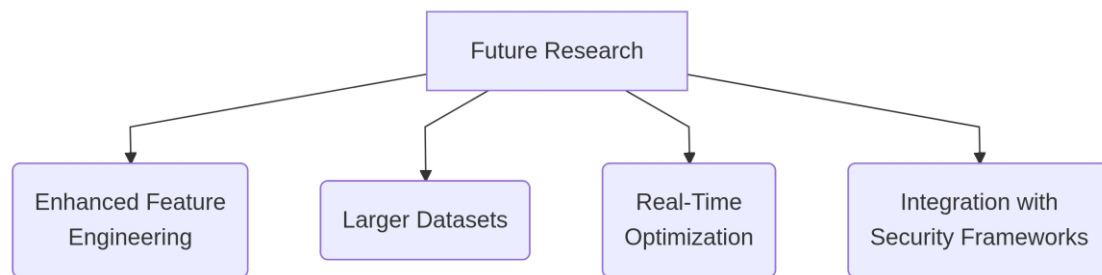 Future Research
Enhanced Feature
Engineering
Larger Datasets
Real-Time
Optimization
Integration with
Security Frameworks